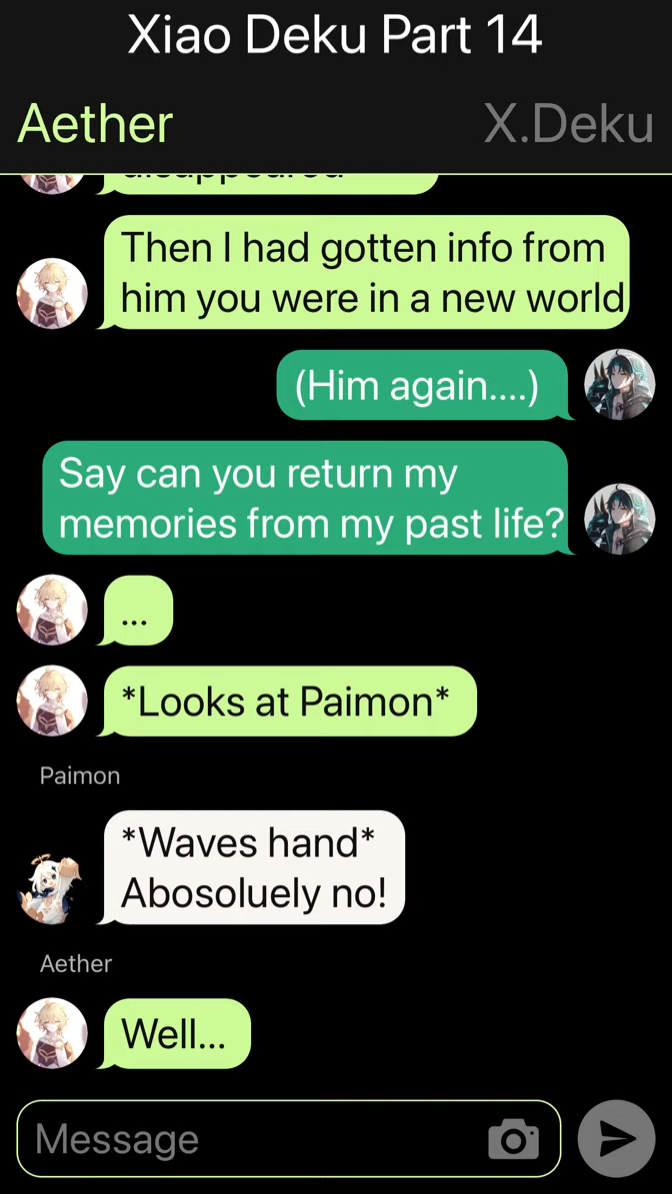 Xiao Deku Part 14
Aether
X.Deku
disappeared
Then I had gotten info from
him you were in a new world
(Him again....)
Say can you return my
memories from my past life?
...
*Looks at Paimon*
Paimon
*Waves hand*
Abosoluely no!
Aether
Well...
Message